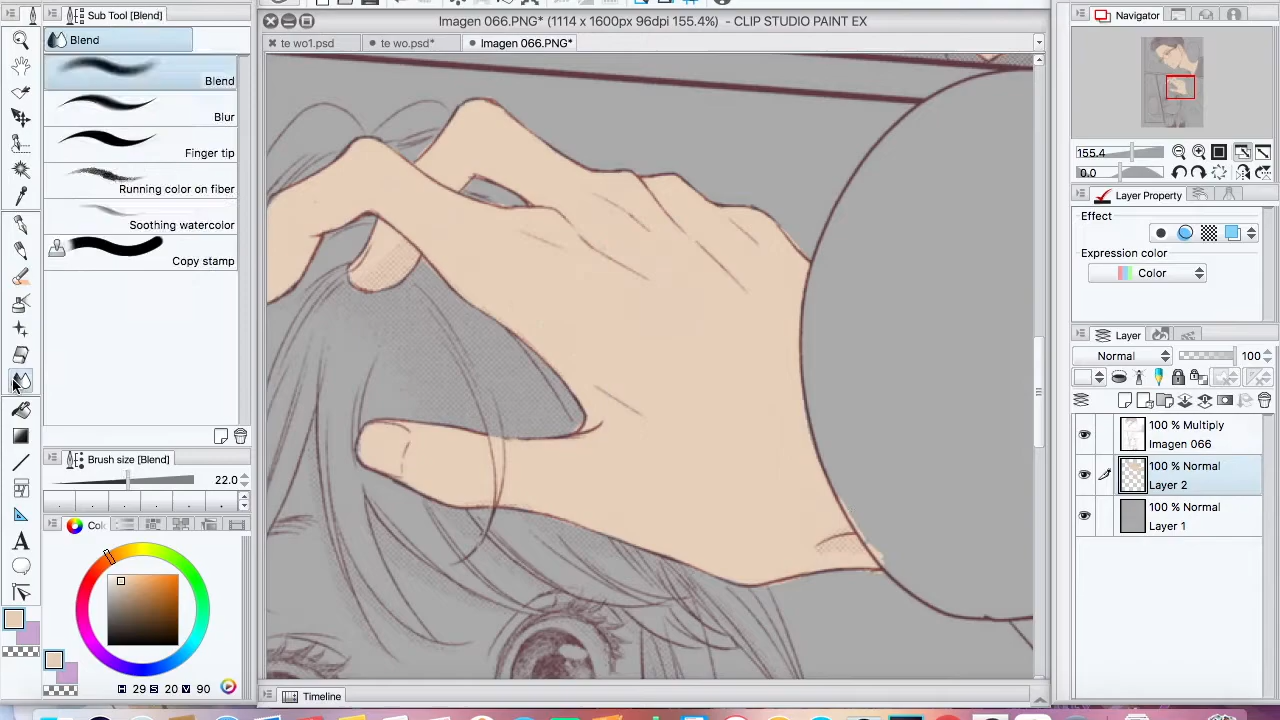 Sub Tool [Blend]
Imagen 066.PNG* (1114 x 1600px 96dpi 155.4%)  - CLIP STUDIO PAINT EX
Navigator
Blend
te wo1.psd
te wo.psd*
Imagen 066.PNG*
Blend
Blur
Finger tip
155.4
0.0
Running color on fiber
Layer Property
Soothing watercolor
Effect
Copy stamp
Expression color
Color
Layer
Normal
100
100 % Multiply
Imagen 066
Brush size [Blend]
100 % Normal
Layer 2
22.0
100 % Normal
Layer 1
Col
A
H 29 S 20 V 90
Timeline